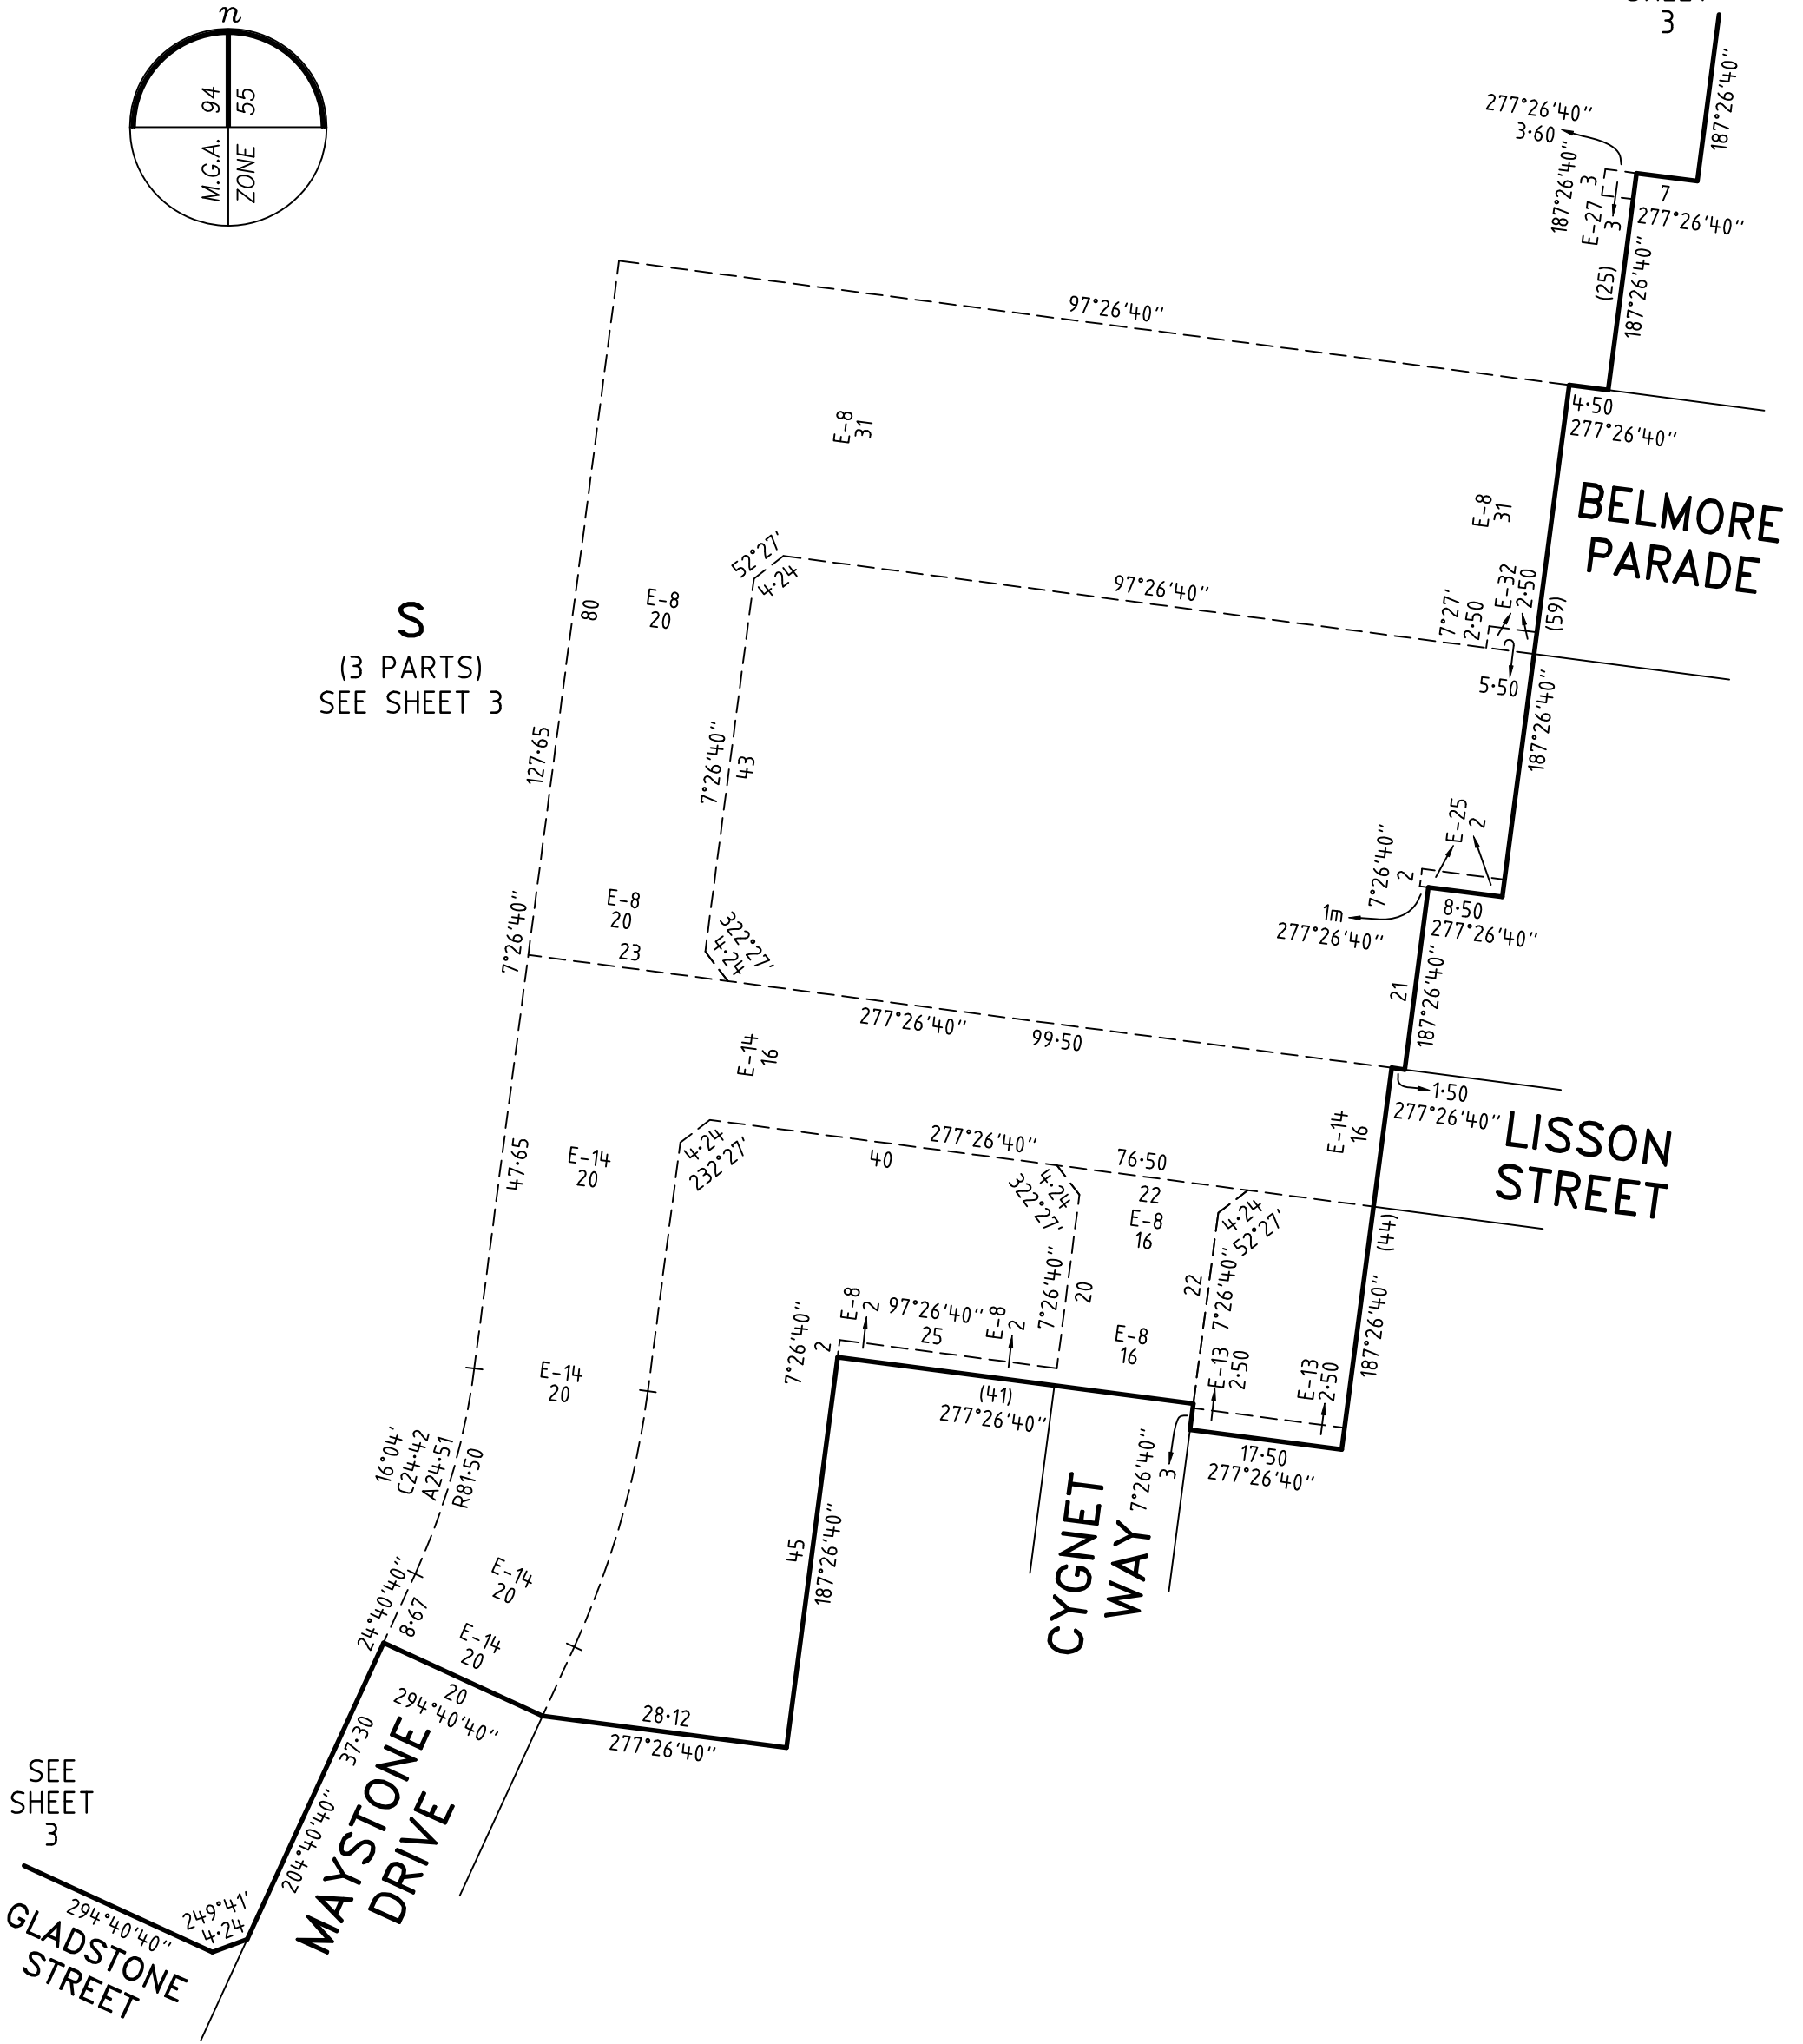 n
94
55
M.G.A.
ZONE
3
187°26'40"
277°26'40"
3·60
187°26'40"
E-27
3
3
7
277°26'40"
(25)
187°26'40"
97°26'40"
4·50
277°26'40"
E-8
31
E-8
31
BELMORE
PARADE
52°27'
4·24
97°26'40"
7°27'
2·50
E-32
2·50
(59)
5·50
187°26'40"
E-8
20
80
S
(3 PARTS)
SEE SHEET 3
127·65
7°26'40"
43
E-25
2
7°26'40"
2
1m
277°26'40"
8·50
277°26'40"
E-8
20
23
322°27'
4·24
7°26'40"
21
187°26'40"
277°26'40"
99·50
E-14
16
1·50
277°26'40"
LISSON
STREET
E-14
16
4·24
232°27'
277°26'40"
40
76·50
22
4·24
322°27'
E-8
16
4·24
52°27'
(44)
E-14
20
47·65
7°26'40"
20
22
7°26'40"
187°26'40"
7°26'40"
2
E-8
2
97°26'40"
25
E-8
2
E-8
16
E-13
2·50
E-13
2·50
E-14
20
(41)
277°26'40"
7°26'40"
3
17·50
277°26'40"
16°04'
C24·42
A24·51
R81·50
CYGNET
WAY
45
187°26'40"
E-14
20
24°40'40"
8·67
E-14
20
20
294°40'40"
28·12
277°26'40"
37·30
204°40'40"
MAYSTONE
DRIVE
SEE
SHEET
3
249°41'
4·24
294°40'40"
GLADSTONE
STREET